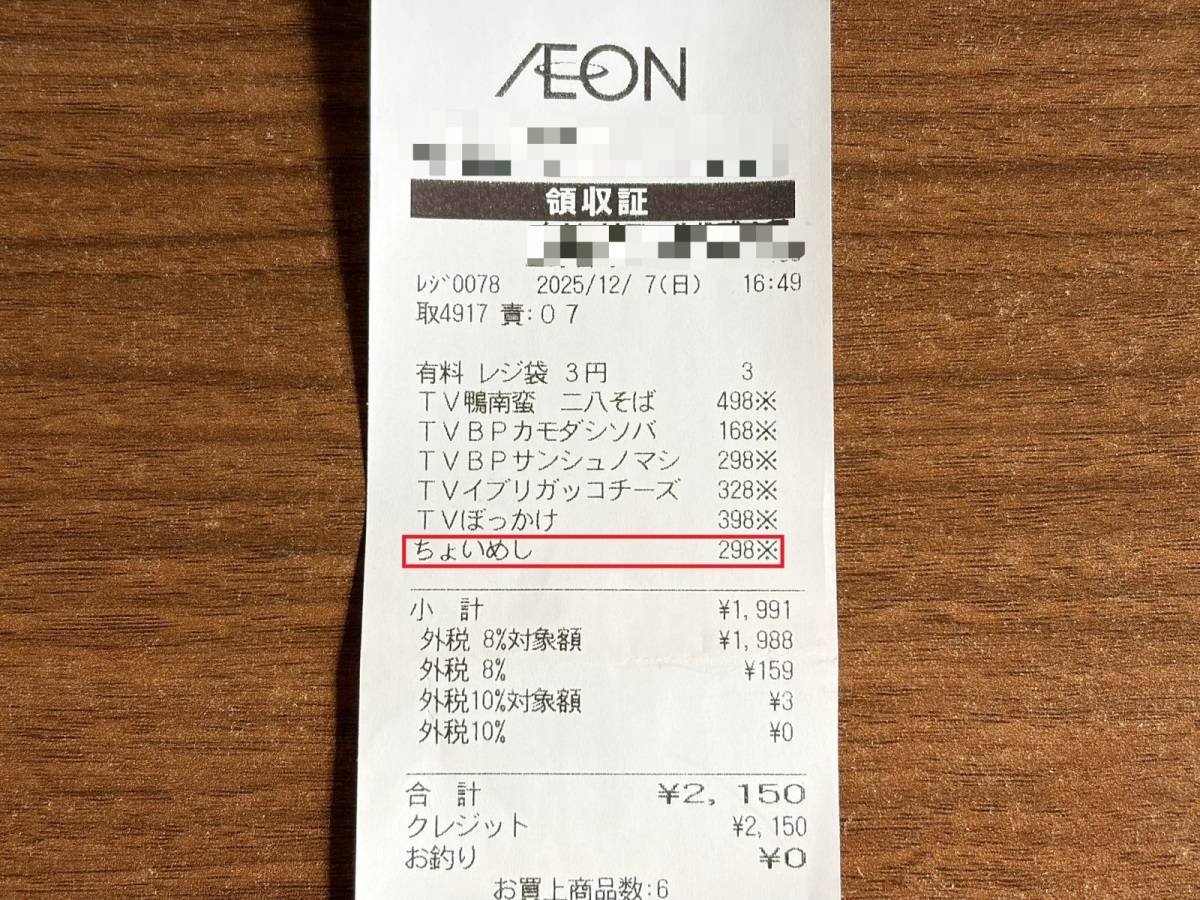 ÆON
領収証
ﾚｼﾞ0078 2025/12/ 7(日) 16:49
取4917 責:０７
有料 レジ袋 ３円 3
ＴＶ鴨南蛮 二八そば 498※
ＴＶＢＰカモダシソバ 168※
ＴＶＢＰサンシュノマシ 298※
ＴＶイブリガッコチーズ 328※
ＴＶぼっかけ 398※
ちょいめし 298※
小 計 ¥1,991
外税 8%対象額 ¥1,988
外税 8% ¥159
外税10%対象額 ¥3
外税10% ¥0
合 計 ¥2,150
クレジット ¥2,150
お釣り ¥0
お買上商品数:6